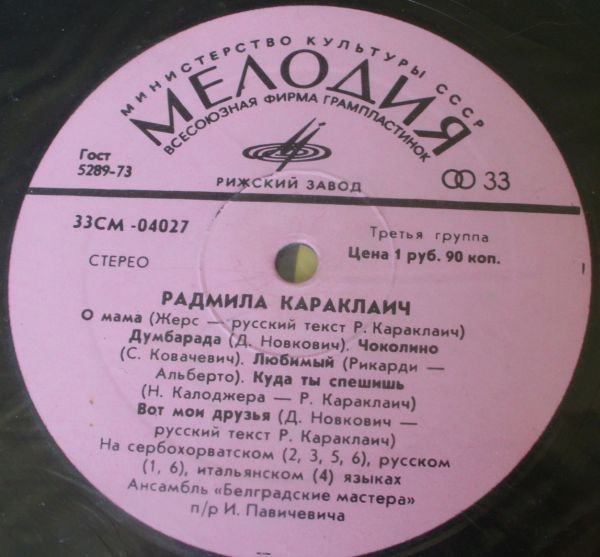 МИНИСТЕРСТВО КУЛЬТУРЫ СССР
МЕЛОДИЯ
ВСЕСОЮЗНАЯ ФИРМА ГРАМПЛАСТИНОК
Гост
5289-73
РИЖСКИЙ ЗАВОД
33
33СМ -04027
Третья группа
СТЕРЕО
Цена 1 руб. 90 коп.
РАДМИЛА КАРАКЛАИЧ
О мама (Жерс — русский текст Р. Караклаич)
Думбарада (Д. Новкович). Чоколино
(С. Ковачевич). Любимый (Рикарди —
Альберто). Куда ты спешишь
(Н. Калоджера — Р. Караклаич)
Вот мои друзья (Д. Новкович —
русский текст Р. Караклаич)
На сербохорватском (2, 3, 5, 6), русском
(1, 6), итальянском (4) языках
Ансамбль «Белградские мастера»
п/р И. Павичевича